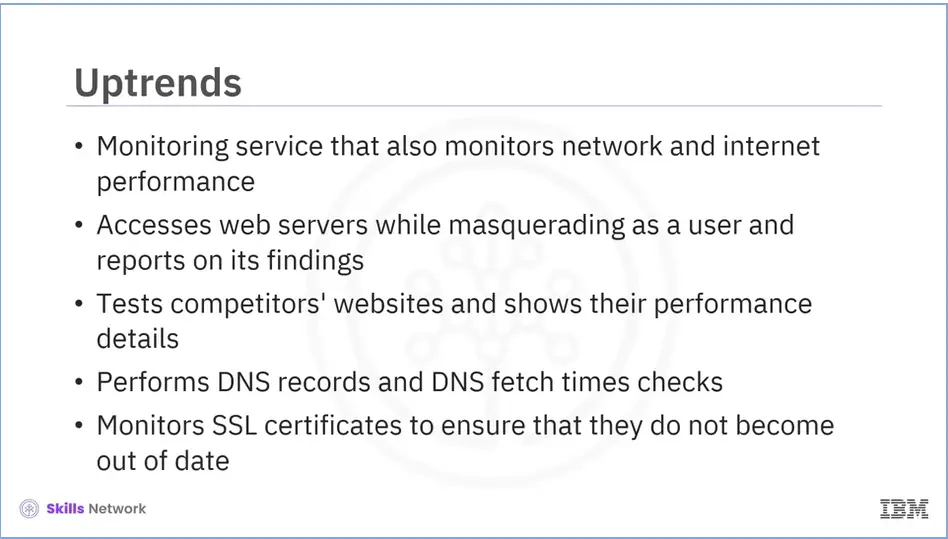 Uptrends
• Monitoring service that also monitors network and internet
performance
• Accesses web servers while masquerading as a user and
reports on its findings
• Tests competitors' websites and shows their performance
details
• Performs DNS records and DNS fetch times checks
• Monitors SSL certificates to ensure that they do not become
out of date
Skills Network
IBM